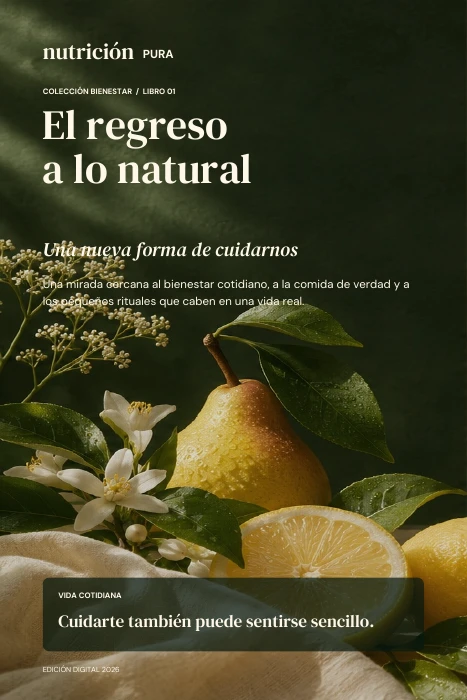 nutrición PURA
COLECCIÓN BIENESTAR / LIBRO 01
El regreso
a lo natural
Una nueva forma de cuidarnos
Una mirada cercana al bienestar cotidiano, a la comida de verdad y a
los pequeños rituales que caben en una vida real.
VIDA COTIDIANA
Cuidarte también puede sentirse sencillo.
EDICIÓN DIGITAL 2026